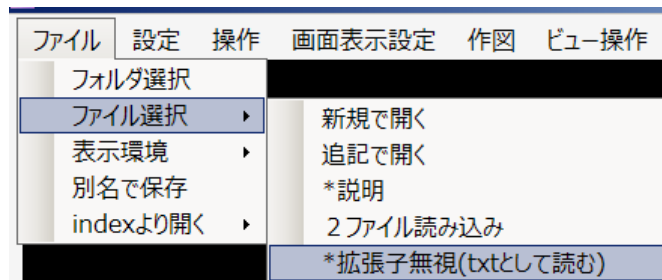 ファイル 設定 操作 画面表示設定 作図 ビュー操作
フォルダ選択
ファイル選択
表示環境
別名で保存
indexより開く
新規で開く
追記で開く
*説明
２ファイル読み込み
*拡張子無視(txtとして読む)